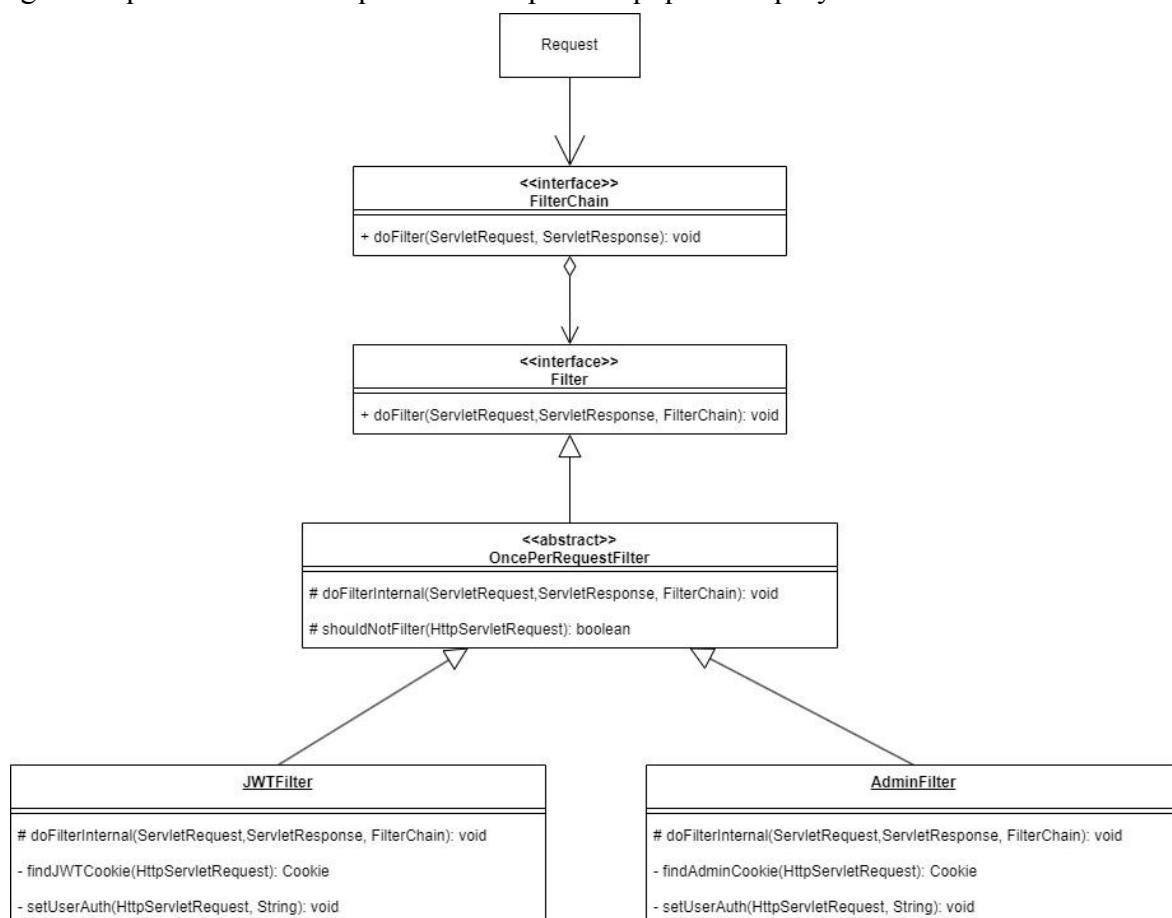 Request
<<interface>>
FilterChain
+ doFilter(ServletRequest, ServletResponse): void
<<interface>>
Filter
+ doFilter(ServletRequest,ServletResponse, FilterChain): void
<<abstract>>
OncePerRequestFilter
# doFilterInternal(ServletRequest,ServletResponse, FilterChain): void
# shouldNotFilter(HttpServletRequest): boolean
JWTFilter
# doFilterInternal(ServletRequest,ServletResponse, FilterChain): void
- findJWTCookie(HttpServletRequest): Cookie
- setUserAuth(HttpServletRequest, String): void
AdminFilter
# doFilterInternal(ServletRequest,ServletResponse, FilterChain): void
- findAdminCookie(HttpServletRequest): Cookie
- setUserAuth(HttpServletRequest, String): void